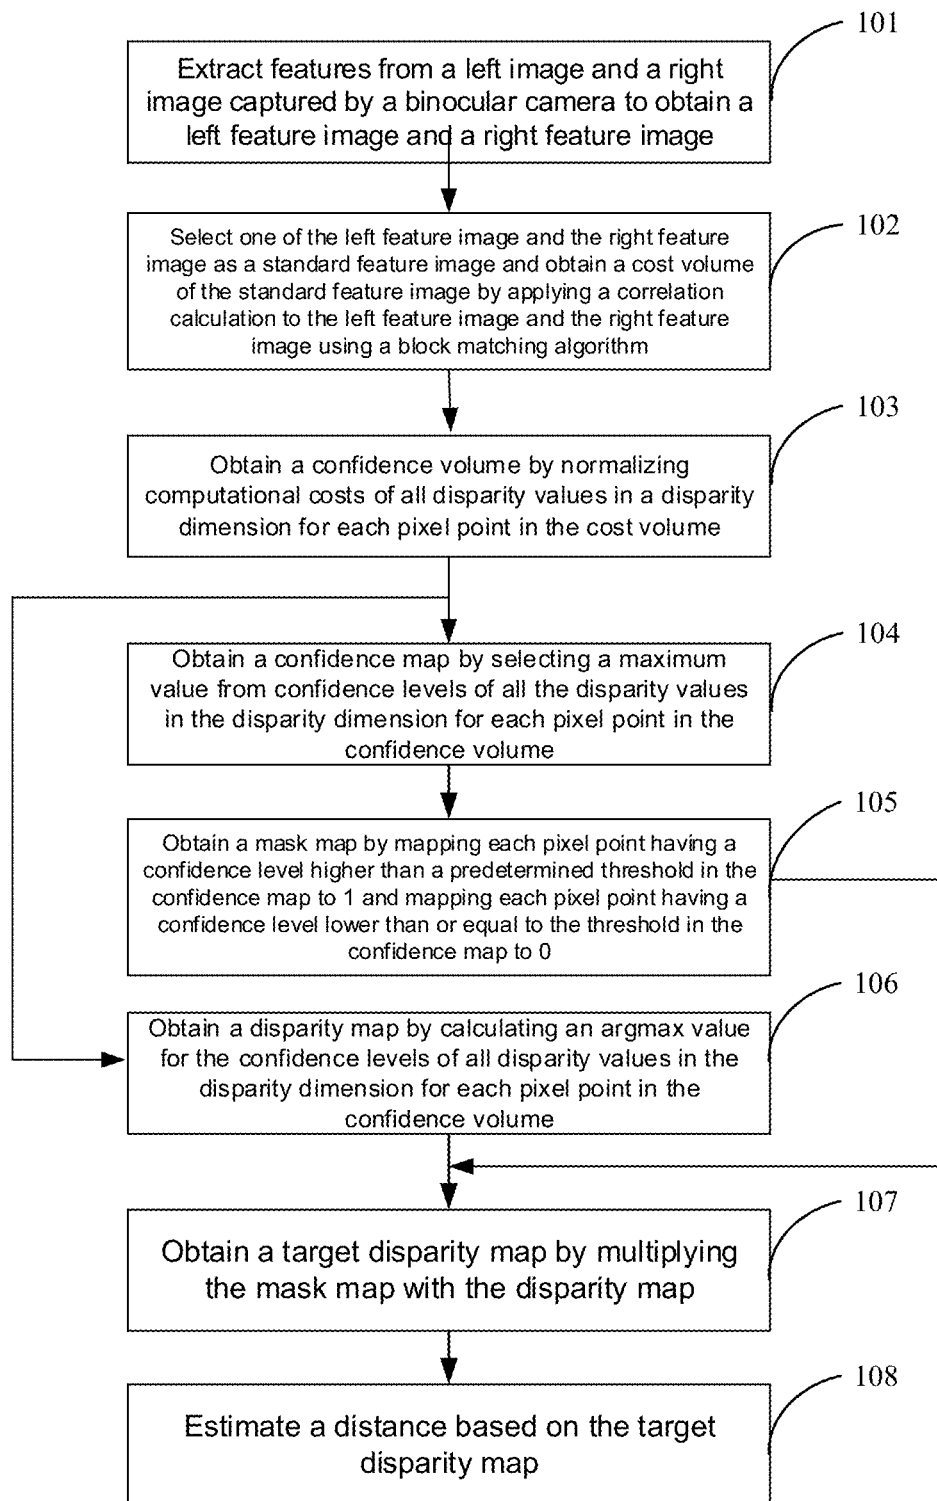 101
Extract features from a left image and a right
image captured by a binocular camera to obtain a
left feature image and a right feature image
102
Select one of the left feature image and the right feature
image as a standard feature image and obtain a cost volume
of the standard feature image by applying a correlation
calculation to the left feature image and the right feature
image using a block matching algorithm
103
Obtain a confidence volume by normalizing
computational costs of all disparity values in a disparity
dimension for each pixel point in the cost volume
104
Obtain a confidence map by selecting a maximum
value from confidence levels of all the disparity values
in the disparity dimension for each pixel point in the
confidence volume
105
Obtain a mask map by mapping each pixel point having a
confidence level higher than a predetermined threshold in the
confidence map to 1 and mapping each pixel point having a
confidence level lower than or equal to the threshold in the
confidence map to 0
106
Obtain a disparity map by calculating an argmax value
for the confidence levels of all disparity values in the
disparity dimension for each pixel point in the
confidence volume
107
Obtain a target disparity map by multiplying
the mask map with the disparity map
108
Estimate a distance based on the target
disparity map